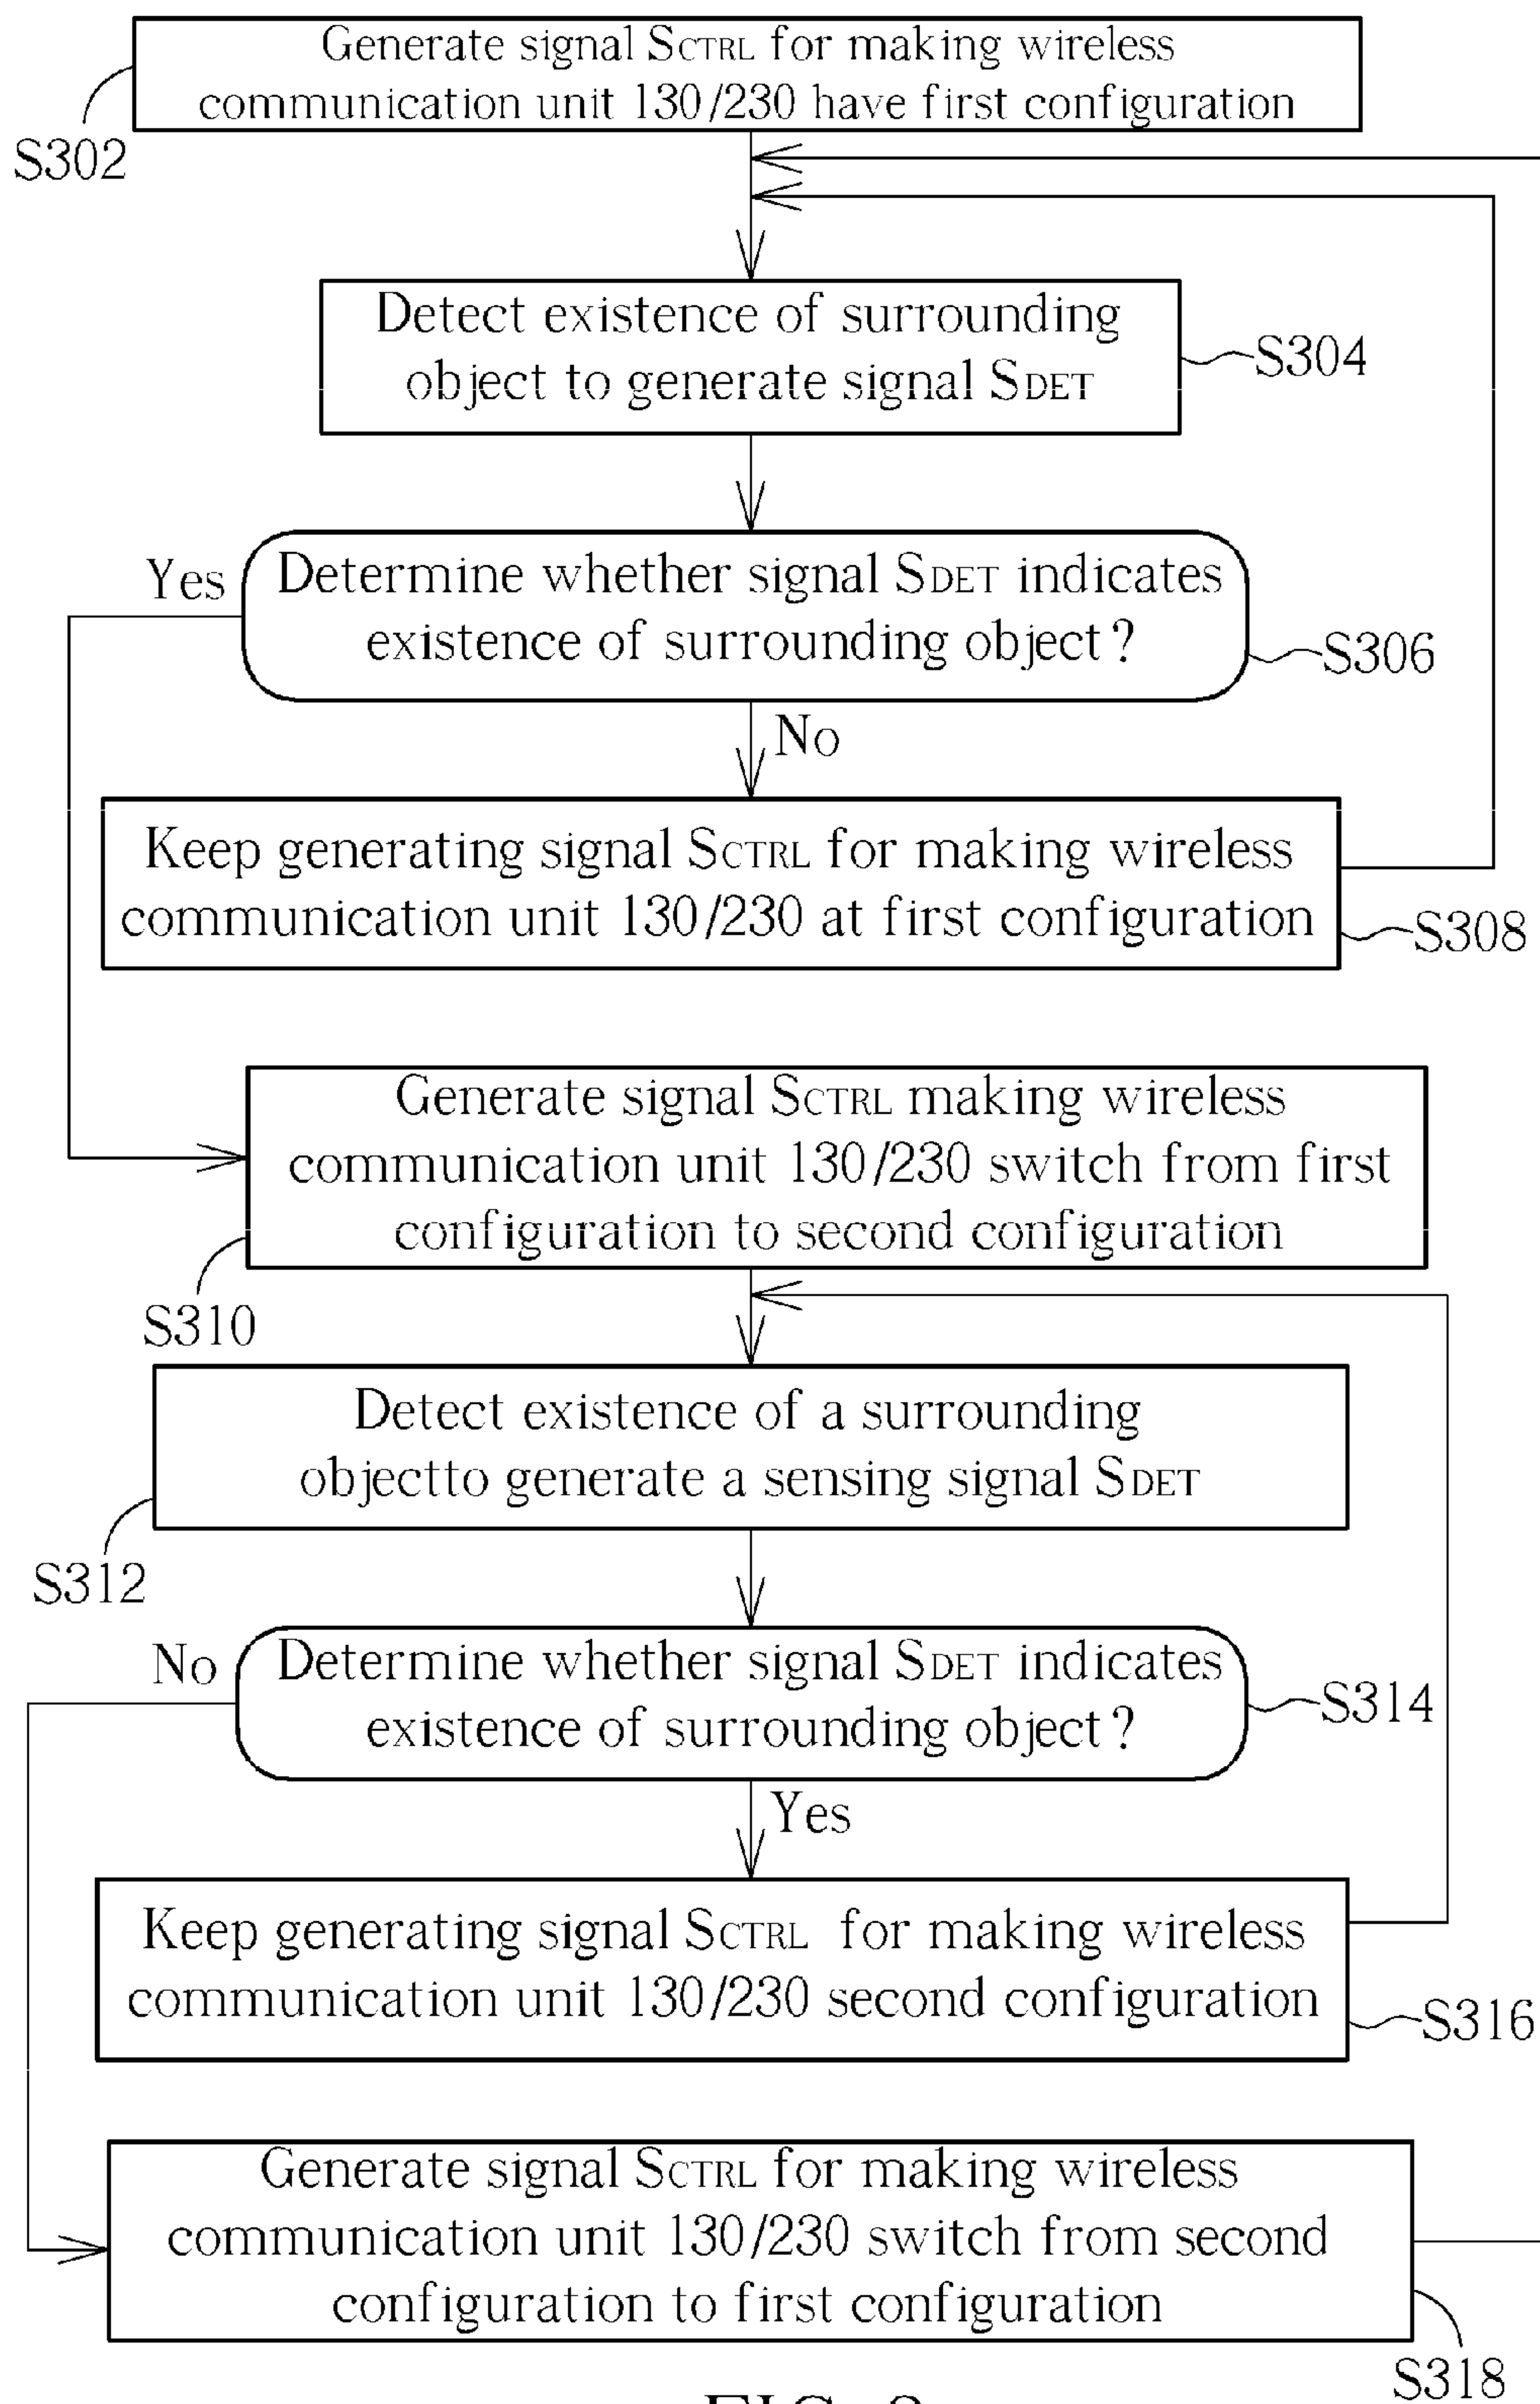 Generate signal SCTRL for making wireless
communication unit 130/230 have first configuration
S302
Detect existence of surrounding
object to generate signal SDET
S304
Yes
Determine whether signal SDET indicates
existence of surrounding object?
S306
No
Keep generating signal SCTRL for making wireless
communication unit 130/230 at first configuration
S308
Generate signal SCTRL making wireless
communication unit 130/230 switch from first
configuration to second configuration
S310
Detect existence of a surrounding
objectto generate a sensing signal SDET
S312
No
Determine whether signal SDET indicates
existence of surrounding object?
S314
Yes
Keep generating signal SCTRL for making wireless
communication unit 130/230 second configuration
S316
Generate signal SCTRL for making wireless
communication unit 130/230 switch from second
configuration to first configuration
S318